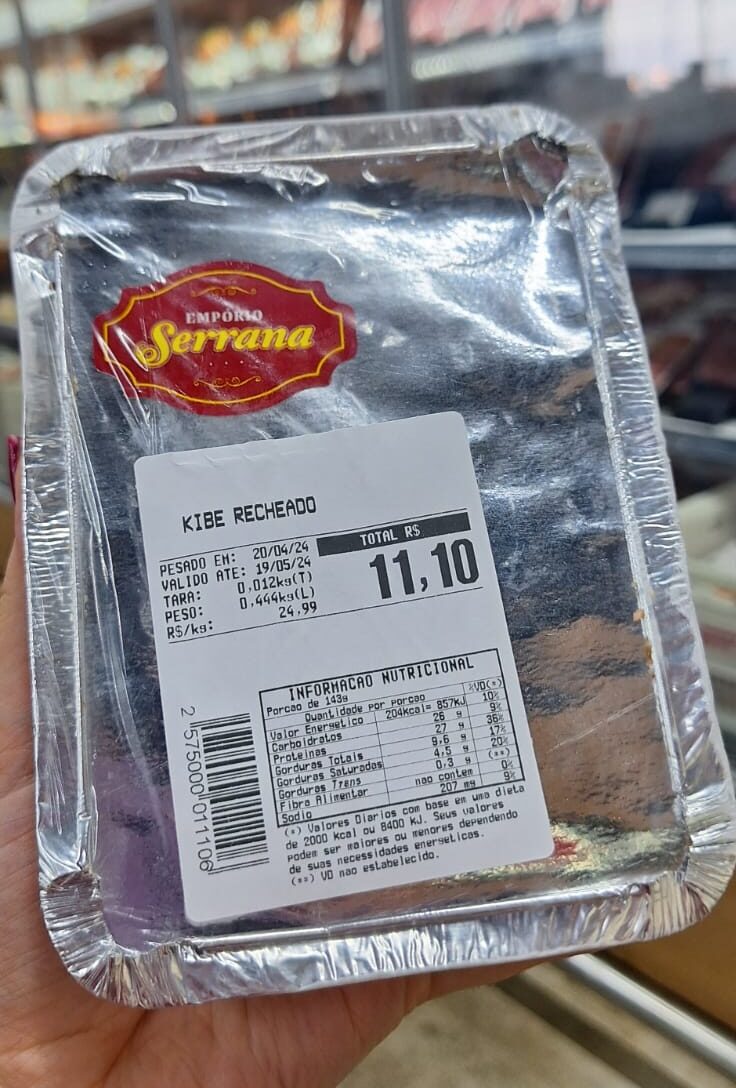 EMPÓRIO
Serrana
KIBE RECHEADO
PESADO EM: 20/04/24
VALIDO ATE: 19/05/24
TARA: 0,012kg(T)
PESO: 0,444kg(L)
R$/kg: 24,99
TOTAL R$
11,10
INFORMACAO NUTRICIONAL
Porcao de 143g
Quantidade por porcao %VD(*)
Valor Energetico 204kcal= 857kJ 10%
Carboidratos 26 g 9%
Proteinas 27 g 36%
Gorduras Totais 9,6 g 17%
Gorduras Saturadas 4,5 g 20%
Gorduras Trans 0,3 g (**)
Fibra Alimentar nao contem 0%
Sodio 207 mg 9%
(*) Valores Diarios com base em uma dieta
de 2000 kcal ou 8400 kJ. Seus valores
podem ser maiores ou menores dependendo
de suas necessidades energeticas.
(**) VD nao estabelecido.
2 575000 011106